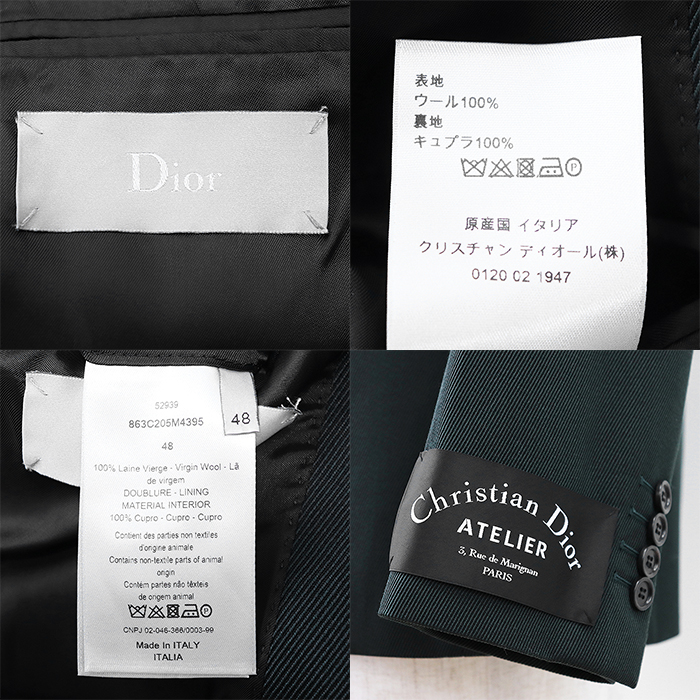 Dior
表地
ウール100%
裏地
キュプラ100%
P
原産国 イタリア
クリスチャン ディオール(株)
0120 02 1947
48
52939
863C205M4395
48
100% Laine Vierge - Virgin Wool - Lã
de virgem
DOUBLURE - LINING
MATERIAL INTERIOR
100% Cupro - Cupro - Cupro
Contient des parties non textiles
d'origine animale
Contains non-textile parts of animal
origin
Contém partes não têxteis
de origem animal
P
CNPJ 02-046-366/0003-99
Made In ITALY
ITALIA
Christian Dior
ATELIER
3, Rue de Marignan
PARIS